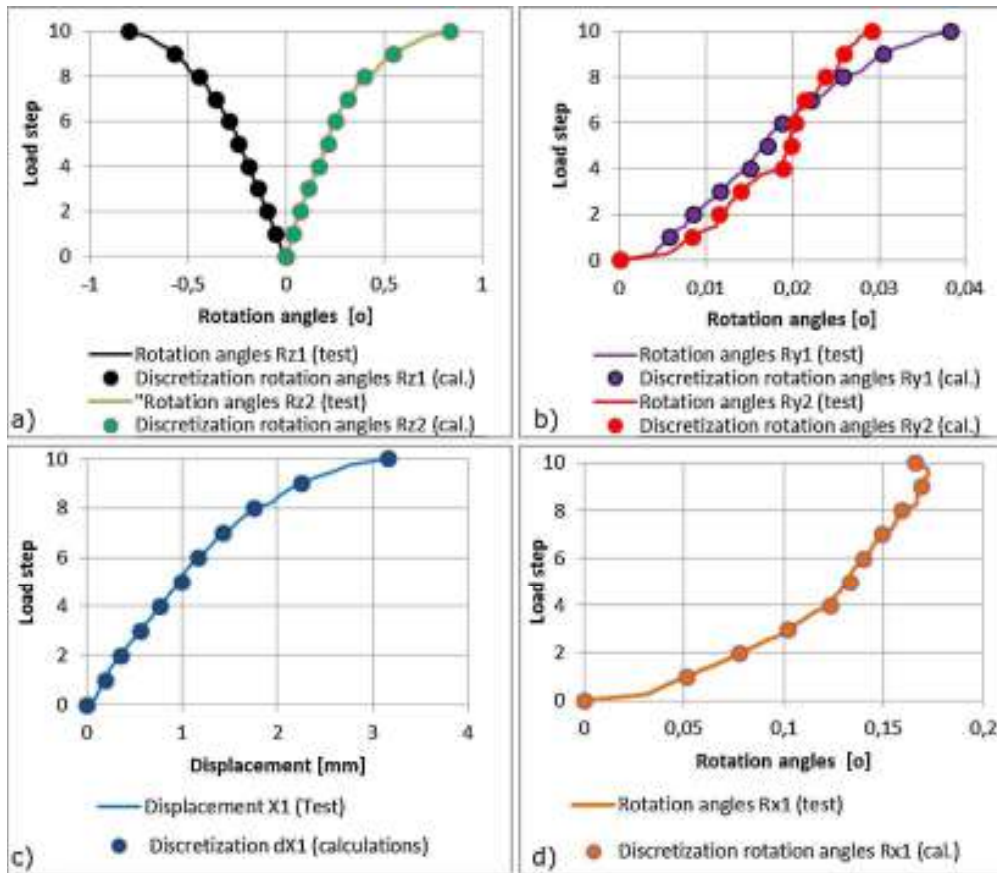 10
8
6
4
2
0
Load step
-1
-0,5
0
0,5
1
Rotation angles [o]
Rotation angles Rz1 (test)
Discretization rotation angles Rz1 (cal.)
"Rotation angles Rz2 (test)
Discretization rotation angles Rz2 (cal.)
a)
10
8
6
4
2
0
Load step
0
0,01
0,02
0,03
0,04
Rotation angles [o]
Rotation angles Ry1 (test)
Discretization rotation angles Ry1 (cal.)
Rotation angles Ry2 (test)
Discretization rotation angles Ry2 (cal.)
b)
10
8
6
4
2
0
Load step
0
1
2
3
4
Displacement [mm]
Displacement X1 (Test)
Discretization dX1 (calculations)
c)
10
8
6
4
2
0
Load step
0
0,05
0,1
0,15
0,2
Rotation angles [o]
Rotation angles Rx1 (test)
Discretization rotation angles Rx1 (cal.)
d)